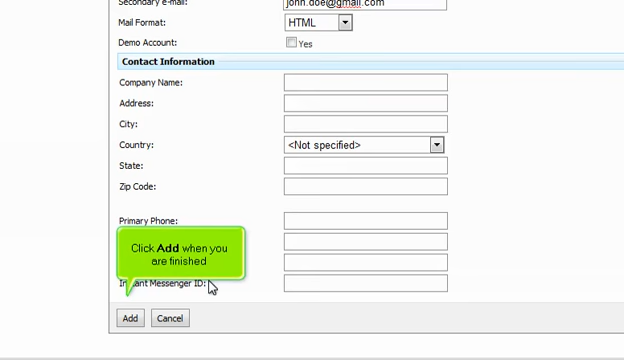 Secondary e-mail: john.doe@gmail.com
Mail Format: HTML
Demo Account: Yes
Contact Information
Company Name:
Address:
City:
Country: <Not specified>
State:
Zip Code:
Primary Phone:
Click Add when you
are finished
Instant Messenger ID:
Add Cancel